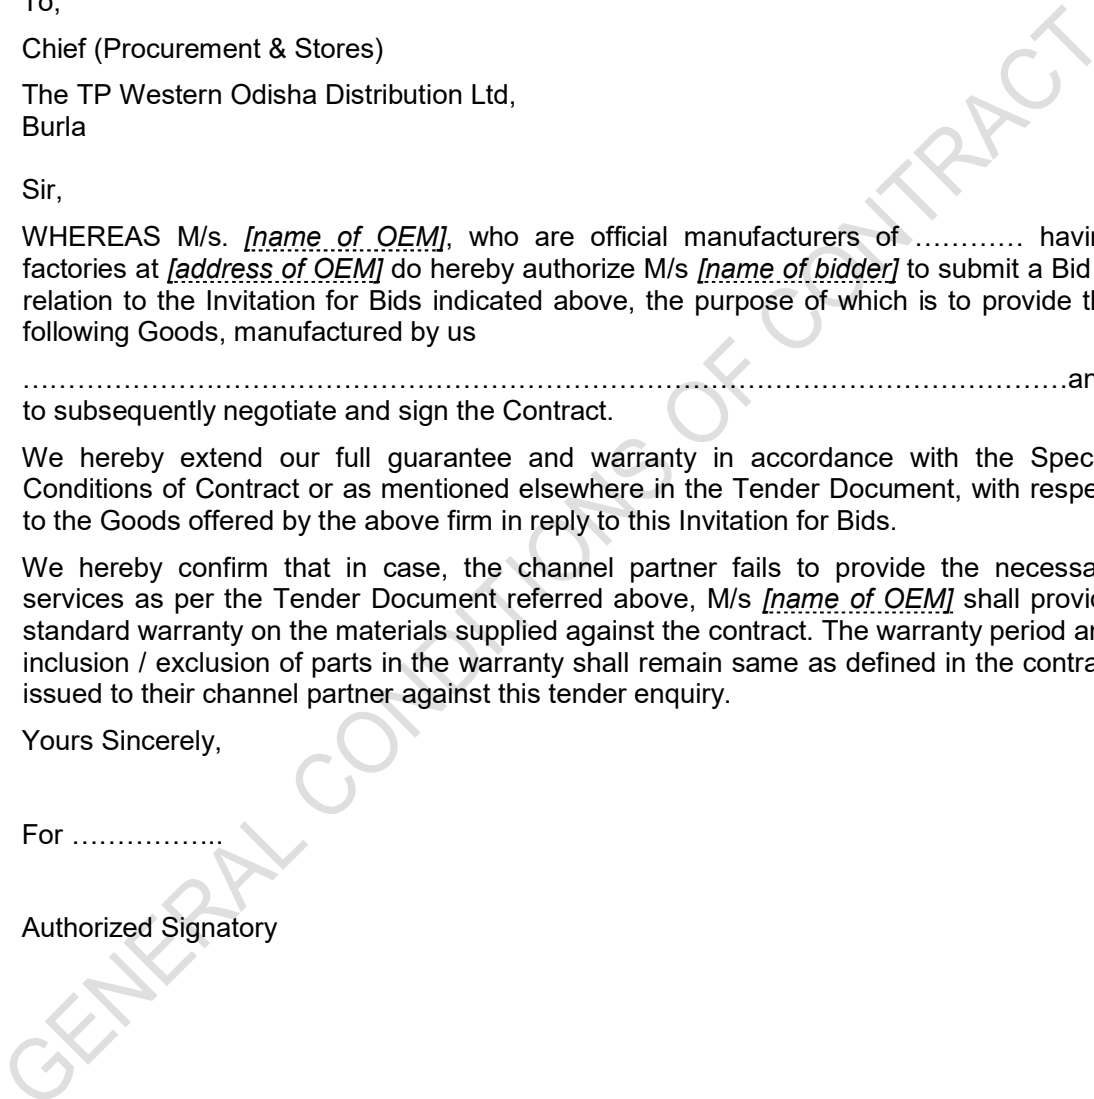 To,
Chief (Procurement & Stores)
The TP Western Odisha Distribution Ltd,
Burla
Sir,
WHEREAS M/s. [name of OEM], who are official manufacturers of ………… havin
factories at [address of OEM] do hereby authorize M/s [name of bidder] to submit a Bid
relation to the Invitation for Bids indicated above, the purpose of which is to provide th
following Goods, manufactured by us
……………………………………………………………………………………………………an
to subsequently negotiate and sign the Contract.
We hereby extend our full guarantee and warranty in accordance with the Spec
Conditions of Contract or as mentioned elsewhere in the Tender Document, with respe
to the Goods offered by the above firm in reply to this Invitation for Bids.
We hereby confirm that in case, the channel partner fails to provide the necessa
services as per the Tender Document referred above, M/s [name of OEM] shall provid
standard warranty on the materials supplied against the contract. The warranty period an
inclusion / exclusion of parts in the warranty shall remain same as defined in the contra
issued to their channel partner against this tender enquiry.
Yours Sincerely,
For ……………..
Authorized Signatory
GENERAL CONDITIONS OF CONTRACT